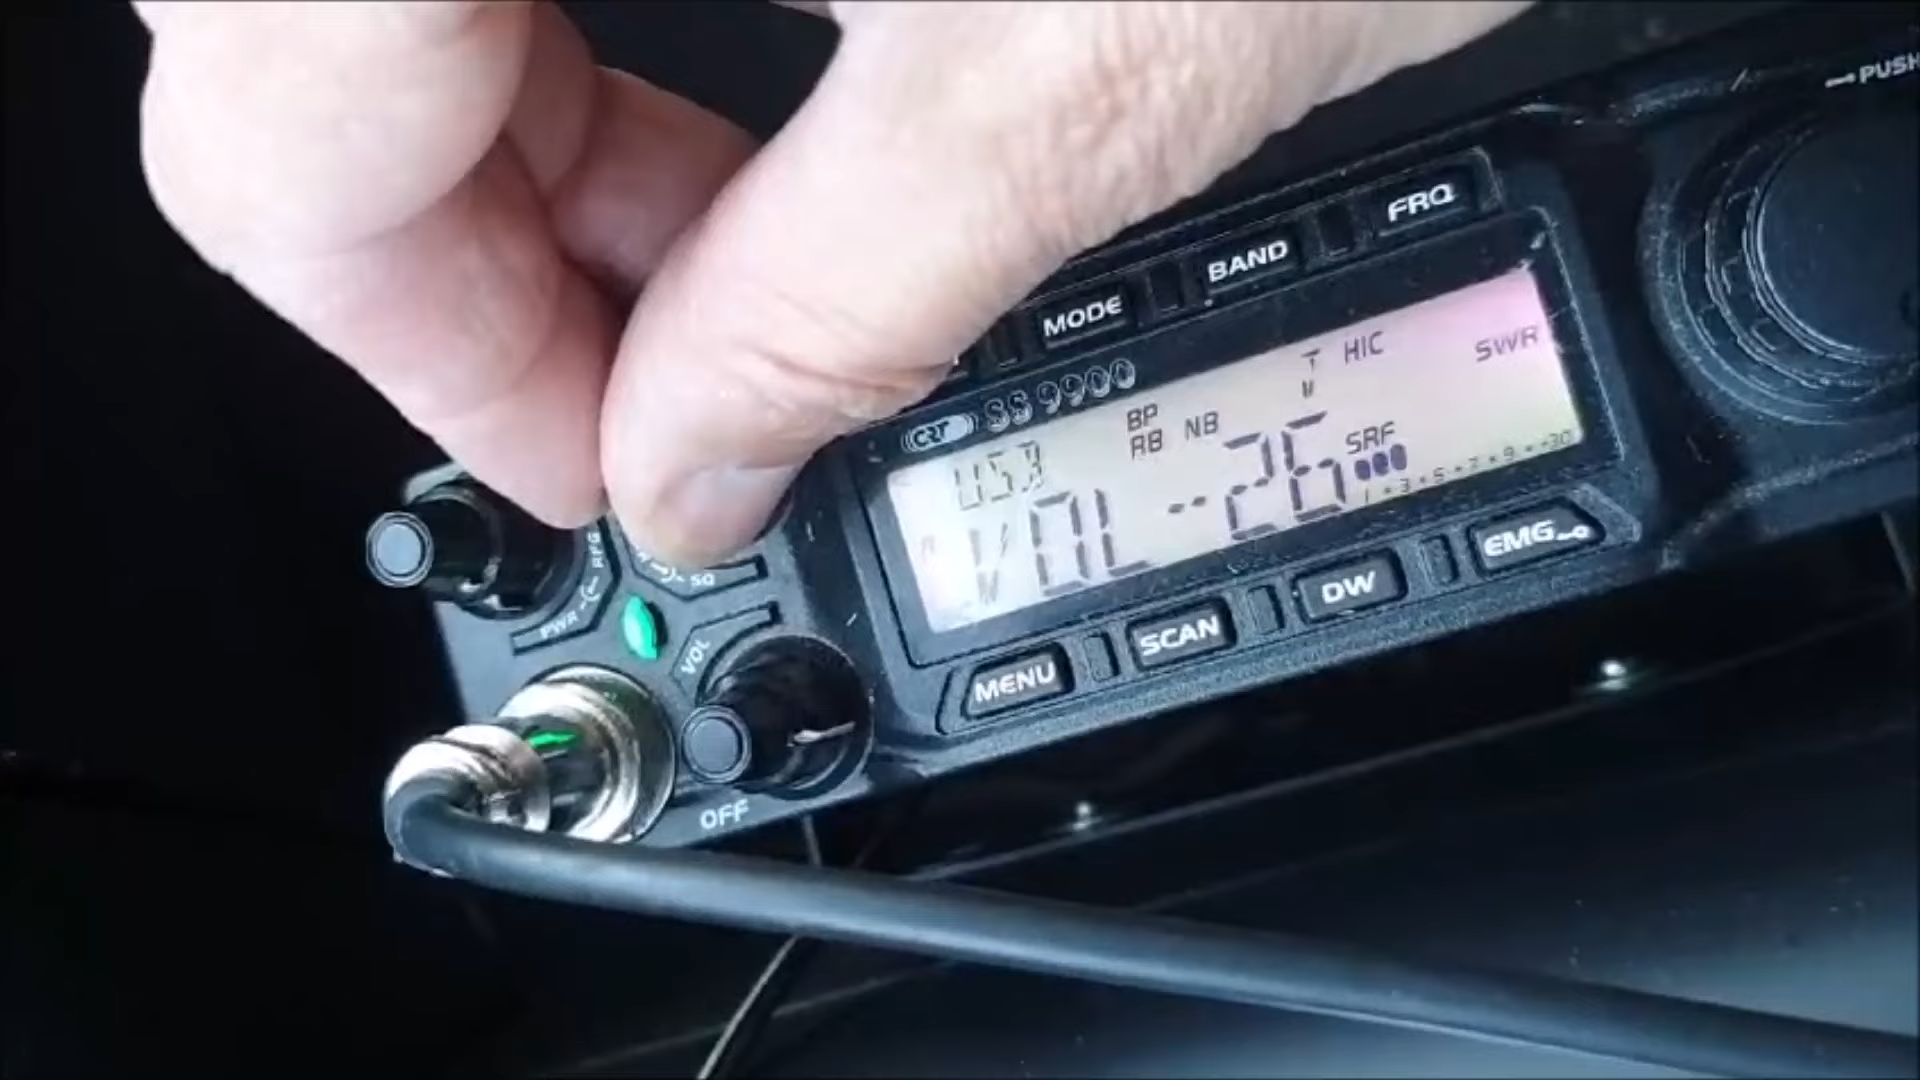 PUSH
FRQ
BAND
MODE
CRT SS 9900
HIC
SWR
BP
RB NB
USB
SRF
VOL --26
1 • 3 • 5 • 7 • 9 • +30
RFG
PWR
SQ
VOL
OFF
MENU
SCAN
DW
EMG